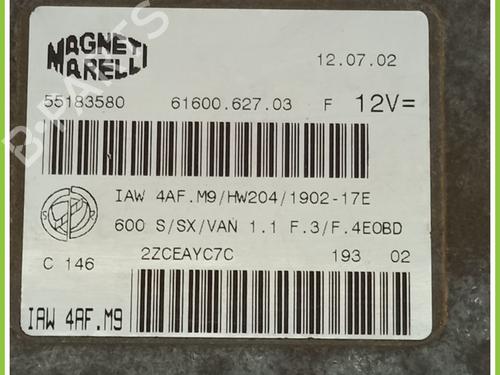 MAGNETI MARELLI
12.07.02
55183580 61600.627.03 F 12V=
IAW 4AF.M9/HW204/1902-17E
600 S/SX/VAN 1.1 F.3/F.4EOBD
C 146 2ZCEAYC7C 193 02
IAW 4AF.M9
B-PARTS